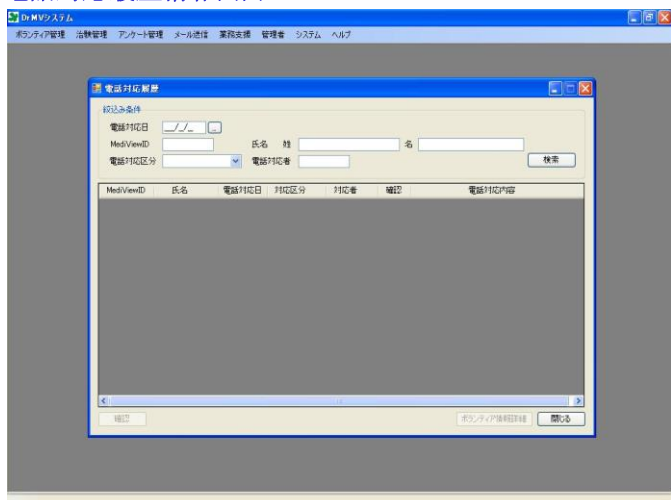 Dr MVシステム
ボランティア管理 治験管理 アンケート管理 メール送信 業務支援 管理者 システム ヘルプ
電話対応履歴
絞込み条件
電話対応日 __/_/_ ...
MediViewID 氏名 姓 名
電話対応区分 電話対応者 検索
MediViewID 氏名 電話対応日 対応区分 対応者 確認 電話対応内容
確認 ボランティア情報詳細 閉じる